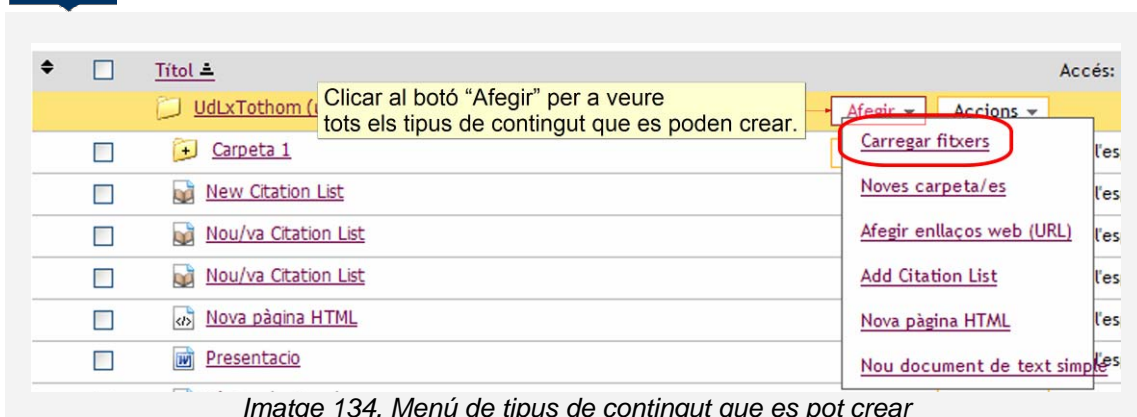 Títol
Accés:
UdLxTothom
Clicar al botó “Afegir” per a veure
tots els tipus de contingut que es poden crear.
Afegir
Accions
Carpeta 1
Carregar fitxers
New Citation List
Noves carpeta/es
Nou/va Citation List
Afegir enllaços web (URL)
Nou/va Citation List
Add Citation List
Nova pàgina HTML
Nova pàgina HTML
Presentacio
Nou document de text simple
Imatge 134. Menú de tipus de contingut que es pot crear